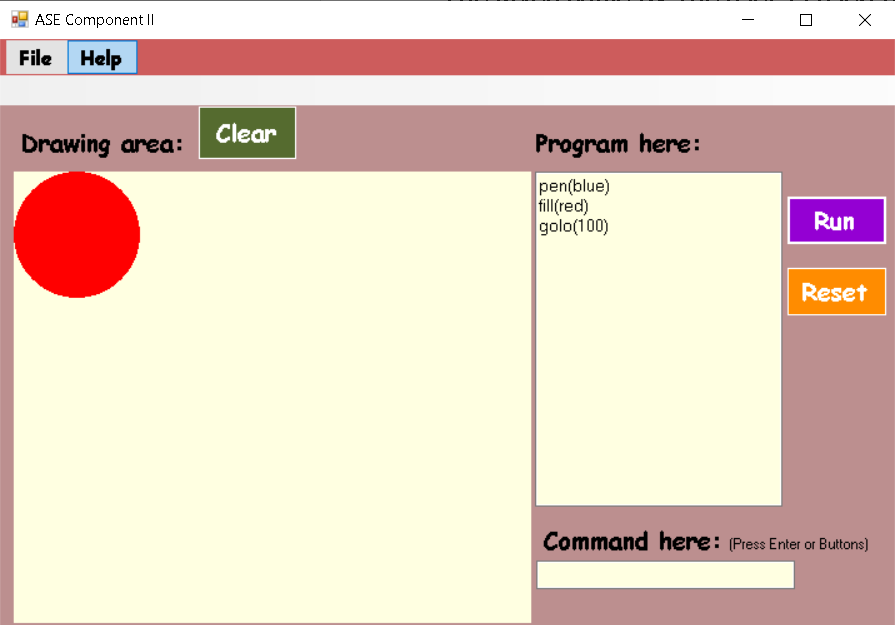 ASE Component II
File Help
Drawing area: Clear
Program here:
pen(blue)
fill(red)
golo(100)
Run
Reset
Command here: (Press Enter or Buttons)